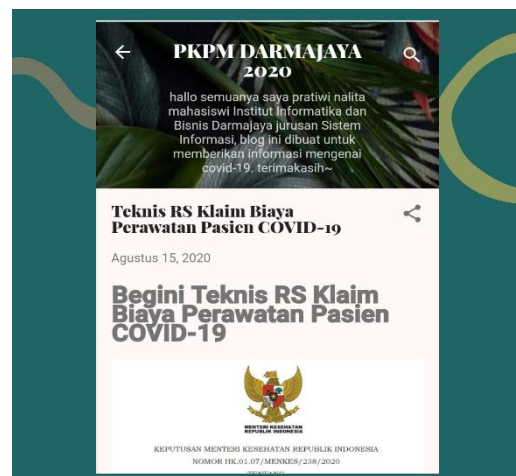 PKPM DARMAJAYA
2020
hallo semuanya saya pratiwi nalita
mahasiswi Institut Informatika dan
Bisnis Darmajaya jurusan Sistem
Informasi, blog ini dibuat untuk
memberikan informasi mengenai
covid-19. terimakasih~
Teknis RS Klaim Biaya
Perawatan Pasien COVID-19
Agustus 15, 2020
Begini Teknis RS Klaim
Biaya Perawatan Pasien
COVID-19
MENTERI KESEHATAN
REPUBLIK INDONESIA
KEPUTUSAN MENTERI KESEHATAN REPUBLIK INDONESIA
NOMOR HK.01.07/MENKES/238/2020
TENTANG